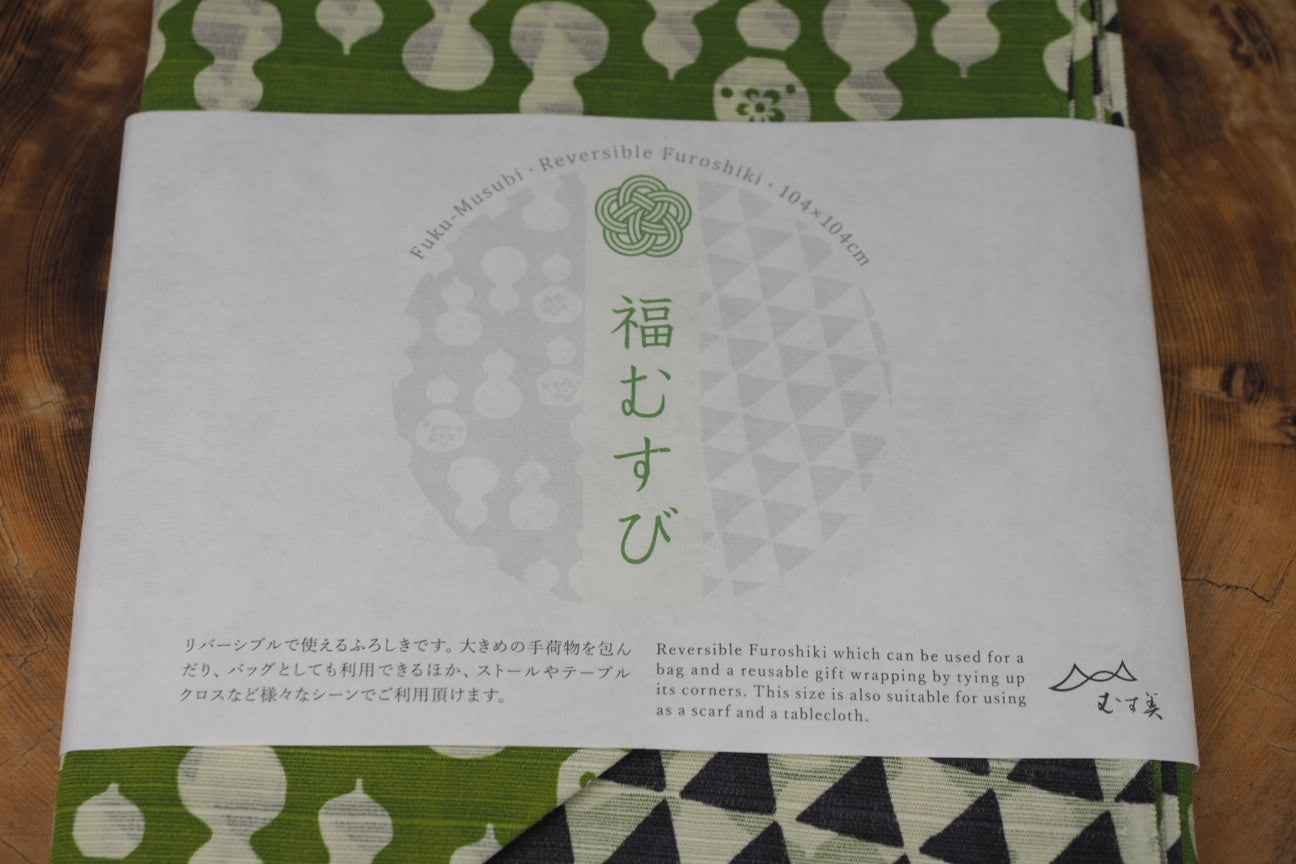 Fuku-Musubi · Reversible Furoshiki · 104×104cm
福むすび
リバーシブルで使えるふろしきです。大きめの手荷物を包ん
だり、バッグとしても利用できるほか、ストールやテーブル
クロスなど様々なシーンでご利用頂けます。
Reversible Furoshiki which can be used for a
bag and a reusable gift wrapping by tying up
its corners. This size is also suitable for using
as a scarf and a tablecloth.
むす美